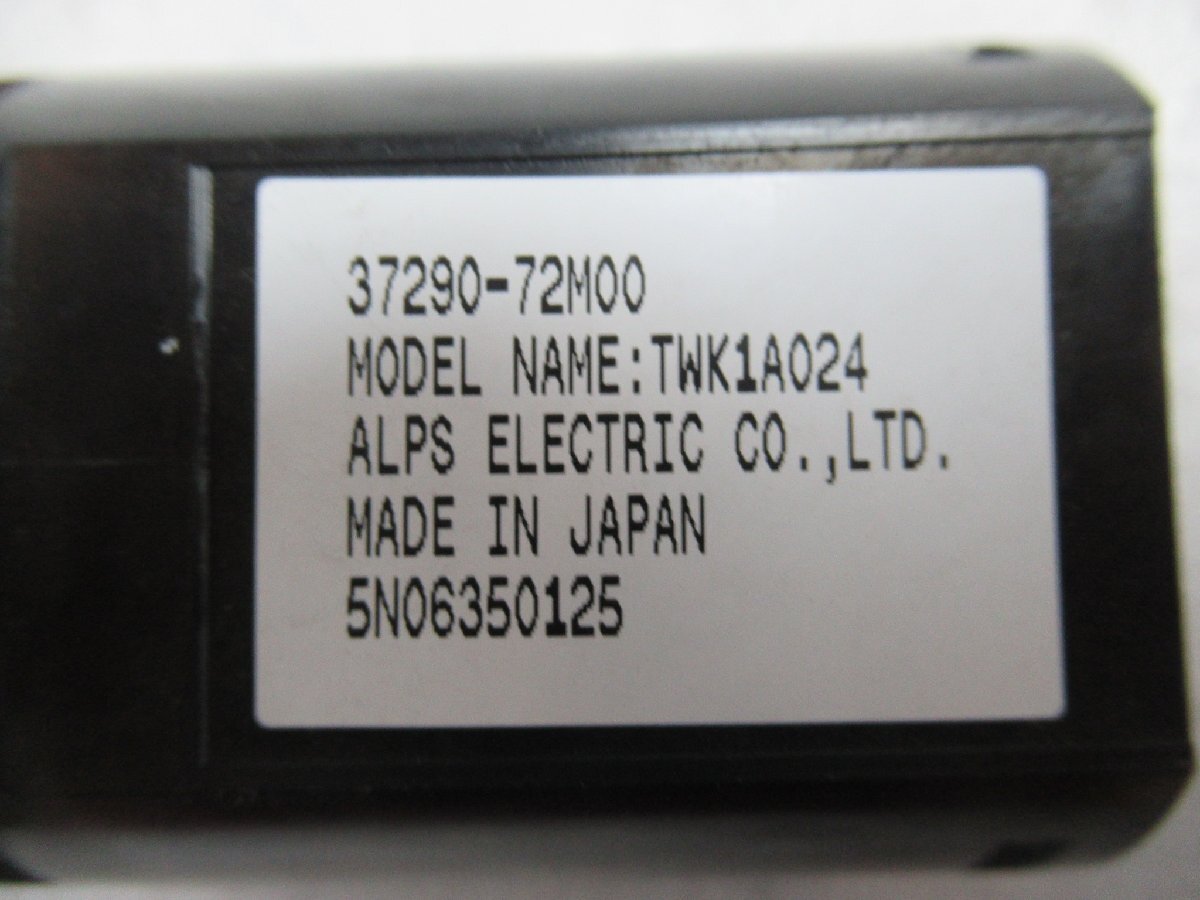 37290-72M00
MODEL NAME:TWK1A024
ALPS ELECTRIC CO.,LTD.
MADE IN JAPAN
5N06350125